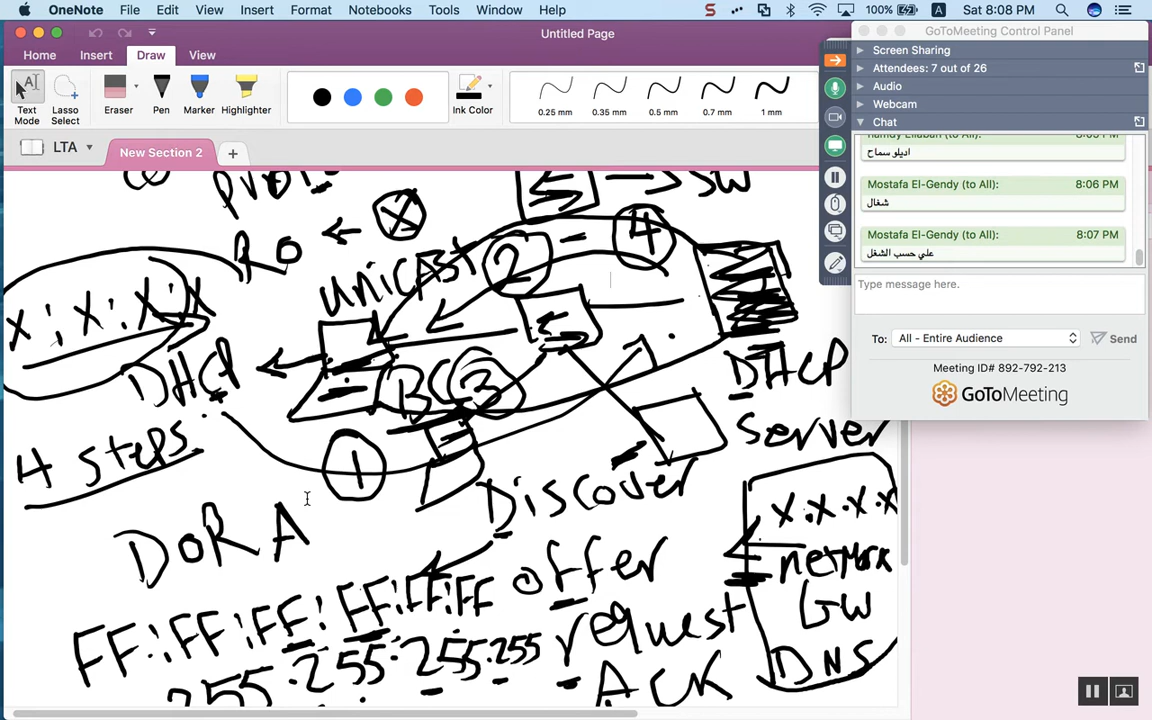 OneNote File Edit View Insert Format Notebooks Tools Window Help 100% A Sat 8:08 PM
Untitled Page
Home Insert Draw View
Text Mode
Lasso Select
Eraser
Pen
Marker
Highlighter
Ink Color
0.25 mm 0.35 mm 0.5 mm 0.7 mm 1 mm
LTA
New Section 2
+
GoToMeeting Control Panel
Screen Sharing
Attendees: 7 out of 26
Audio
Webcam
Chat
اديلو سماح
Mostafa El-Gendy (to All): 8:06 PM
شغال
Mostafa El-Gendy (to All): 8:07 PM
علي حسب الشغل
Type message here.
To: All - Entire Audience
Send
Meeting ID# 892-792-213
GoToMeeting
SW
Ro
X
unicast
2
4
X:X:X:X
DHCP
BC
3
DHCP
server
4 steps
1
Discover
DoRA
X.X.X.X
offer
GW
FF:FF:FF:FF:FF:FF
request
255.255.255.255
ACK
DNS